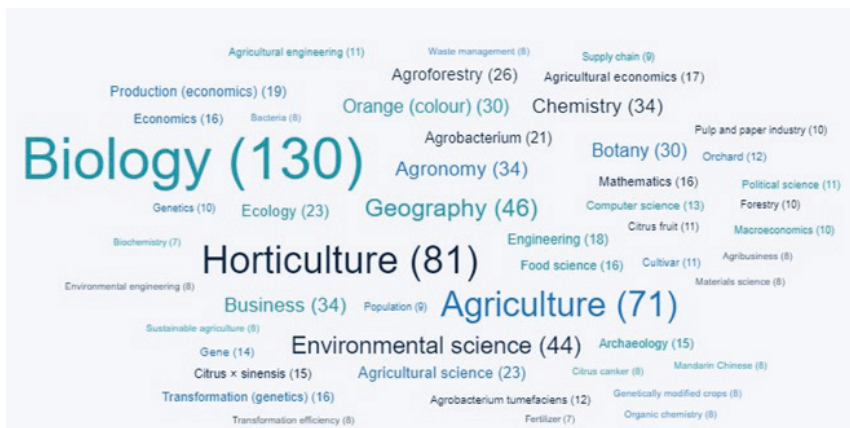 Agricultural engineering (11)
Waste management (8)
Supply chain (9)
Agroforestry (26)
Agricultural economics (17)
Production (economics) (19)
Orange (colour) (30)
Chemistry (34)
Economics (16)
Bacteria (8)
Agrobacterium (21)
Pulp and paper industry (10)
Biology (130)
Agronomy (34)
Botany (30)
Orchard (12)
Mathematics (16)
Political science (11)
Genetics (10)
Ecology (23)
Geography (46)
Computer science (13)
Forestry (10)
Citrus fruit (11)
Macroeconomics (10)
Biochemistry (7)
Horticulture (81)
Engineering (18)
Food science (16)
Cultivar (11)
Agribusiness (8)
Materials science (8)
Environmental engineering (8)
Business (34)
Population (9)
Agriculture (71)
Sustainable agriculture (8)
Gene (14)
Environmental science (44)
Archaeology (15)
Citrus × sinensis (15)
Agricultural science (23)
Citrus canker (8)
Mandarin Chinese (8)
Transformation (genetics) (16)
Agrobacterium tumefaciens (12)
Genetically modified crops (8)
Transformation efficiency (8)
Fertilizer (7)
Organic chemistry (8)